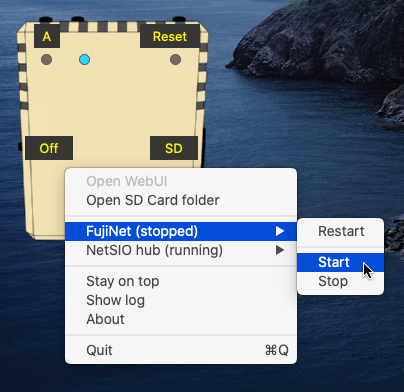 A
Reset
Off
SD
Open WebUI
Open SD Card folder
FujiNet (stopped)
NetSIO hub (running)
Restart
Start
Stop
Stay on top
Show log
About
Quit ⌘Q